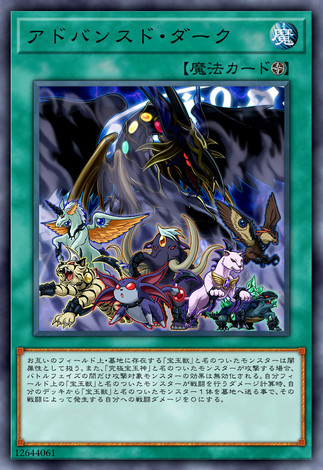 アドバンスド・ダーク
魔
【魔法カード】
お互いのフィールド上・墓地に存在する「宝玉獣」と名のついたモンスターは闇
属性として扱う。また、「究極宝玉神」と名のついたモンスターが攻撃する場合、
バトルフェイズの間だけ攻撃対象モンスターの効果は無効化される。自分フィ
ールド上の「宝玉獣」と名のついたモンスターが戦闘を行うダメージ計算時、自
分のデッキから「宝玉獣」と名のついたモンスター1体を墓地へ送る事で、その
戦闘によって発生する自分への戦闘ダメージを0にする。
12644061